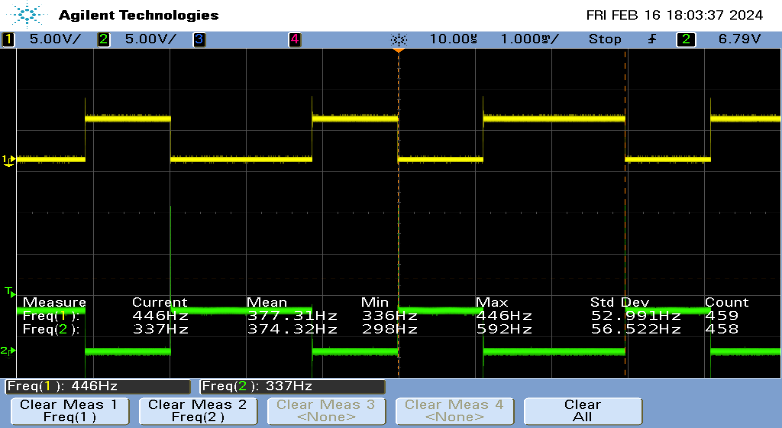 Agilent Technologies FRI FEB 16 18:03:37 2024
1 5.00V/ 2 5.00V/ 3 4 10.00s 1.000ms/ Stop 2 6.79V
1
T
Measure Current Mean Min Max Std Dev Count
Freq(1): 446Hz 377.31Hz 336Hz 446Hz 52.991Hz 459
Freq(2): 337Hz 374.32Hz 298Hz 592Hz 56.522Hz 458
2
Freq(1): 446Hz Freq(2): 337Hz
Clear Meas 1 Clear Meas 2 Clear Meas 3 Clear Meas 4 Clear
Freq(1) Freq(2) <None> <None> All